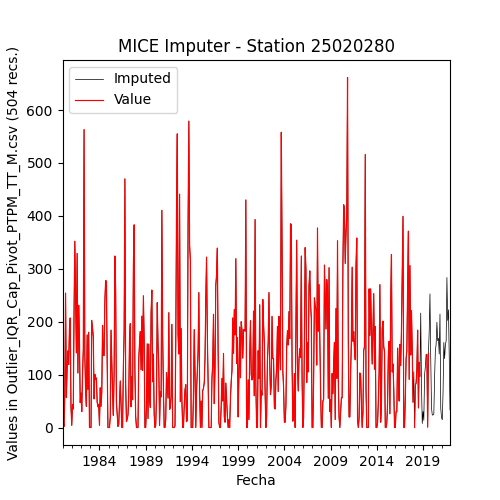 MICE Imputer - Station 25020280
Imputed
Value
Values in Outlier_IQR_Cap_Pivot_PTPM_TT_M.csv (504 recs.)
600
500
400
300
200
100
0
1984 1989 1994 1999 2004 2009 2014 2019
Fecha